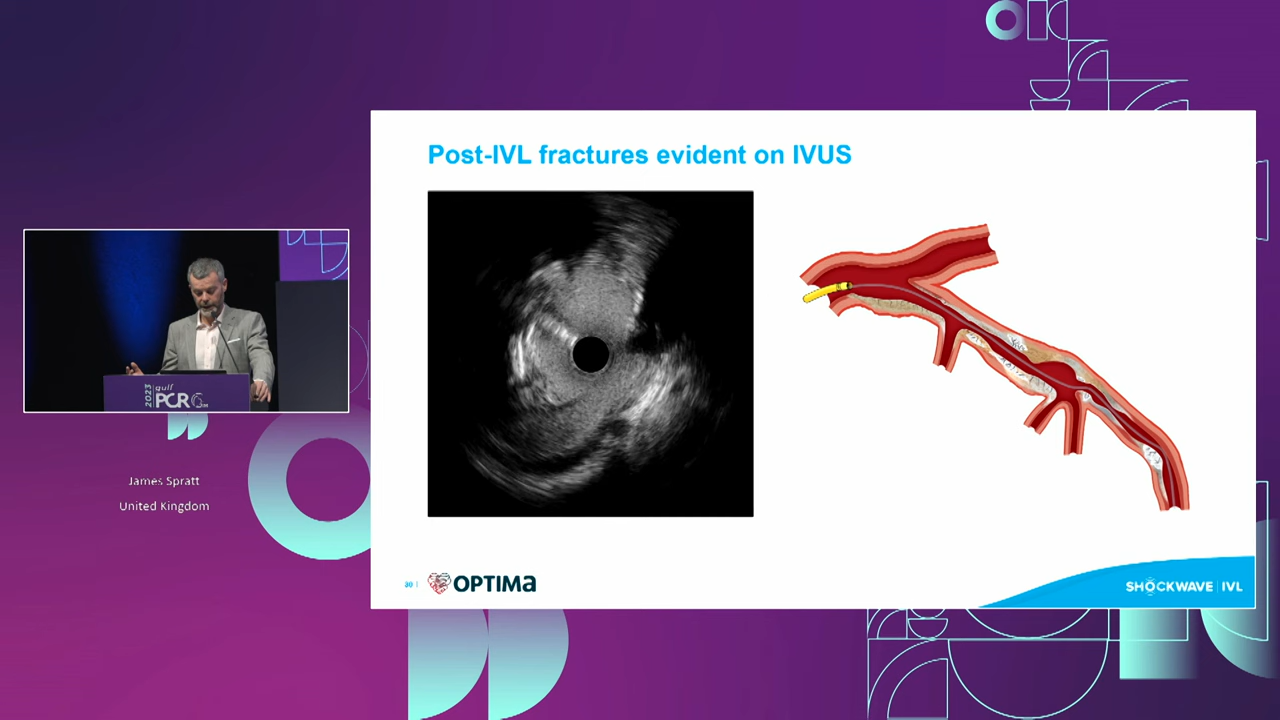 Post-IVL fractures evident on IVUS
2023
gulf
PCR
James Spratt
United Kingdom
30 |
OPTIMa
SHOCKWAVE | IVL